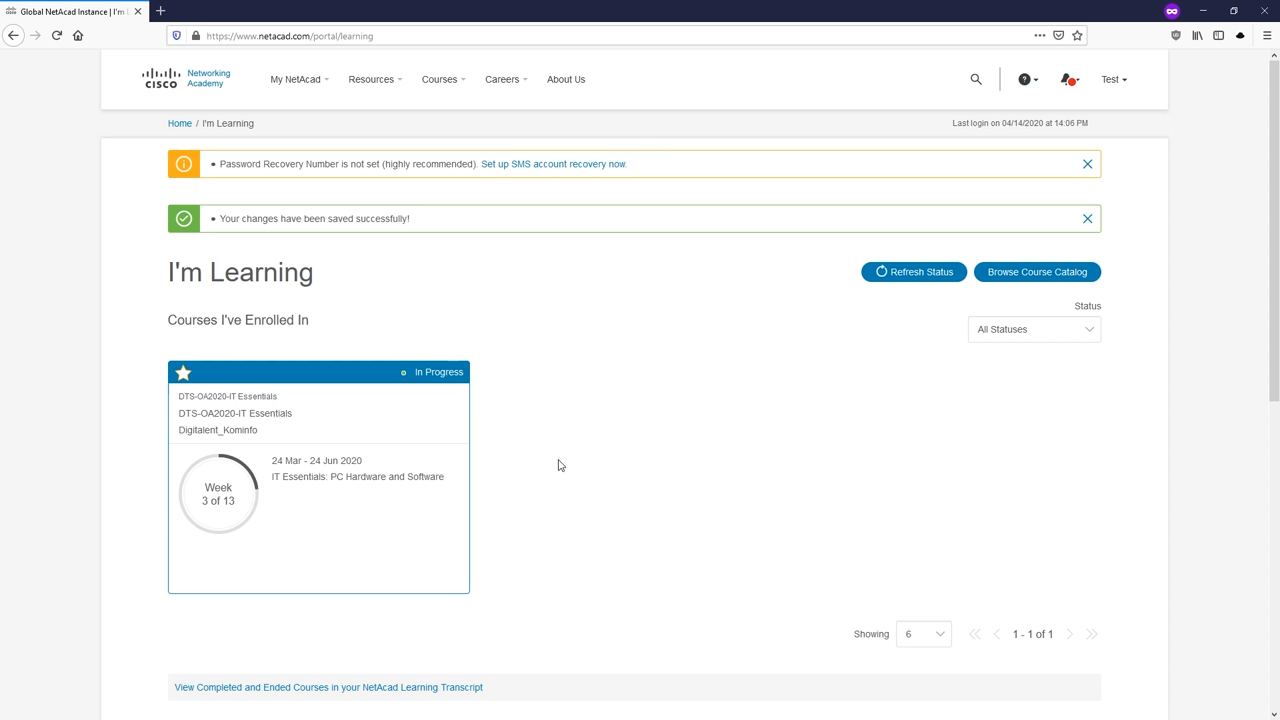 Global NetAcad Instance | I'm L
https://www.netacad.com/portal/learning
CISCO
Networking
Academy
My NetAcad
Resources
Courses
Careers
About Us
Test
Home / I'm Learning
Last login on 04/14/2020 at 14:06 PM
• Password Recovery Number is not set (highly recommended). Set up SMS account recovery now.
• Your changes have been saved successfully!
I'm Learning
Refresh Status
Browse Course Catalog
Status
Courses I've Enrolled In
All Statuses
In Progress
DTS-OA2020-IT Essentials
DTS-OA2020-IT Essentials
Digitalent_Kominfo
24 Mar - 24 Jun 2020
IT Essentials: PC Hardware and Software
Week
3 of 13
Showing
6
1 - 1 of 1
View Completed and Ended Courses in your NetAcad Learning Transcript